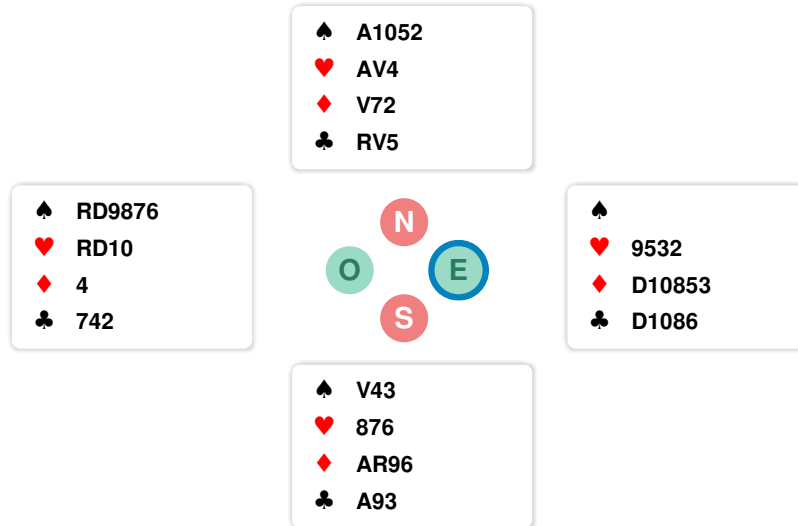 ♠ A1052
♥ AV4
♦ V72
♣ RV5
♠ RD9876
♥ RD10
♦ 4
♣ 742
N
O E
S
♠
♥ 9532
♦ D10853
♣ D1086
♠ V43
♥ 876
♦ AR96
♣ A93